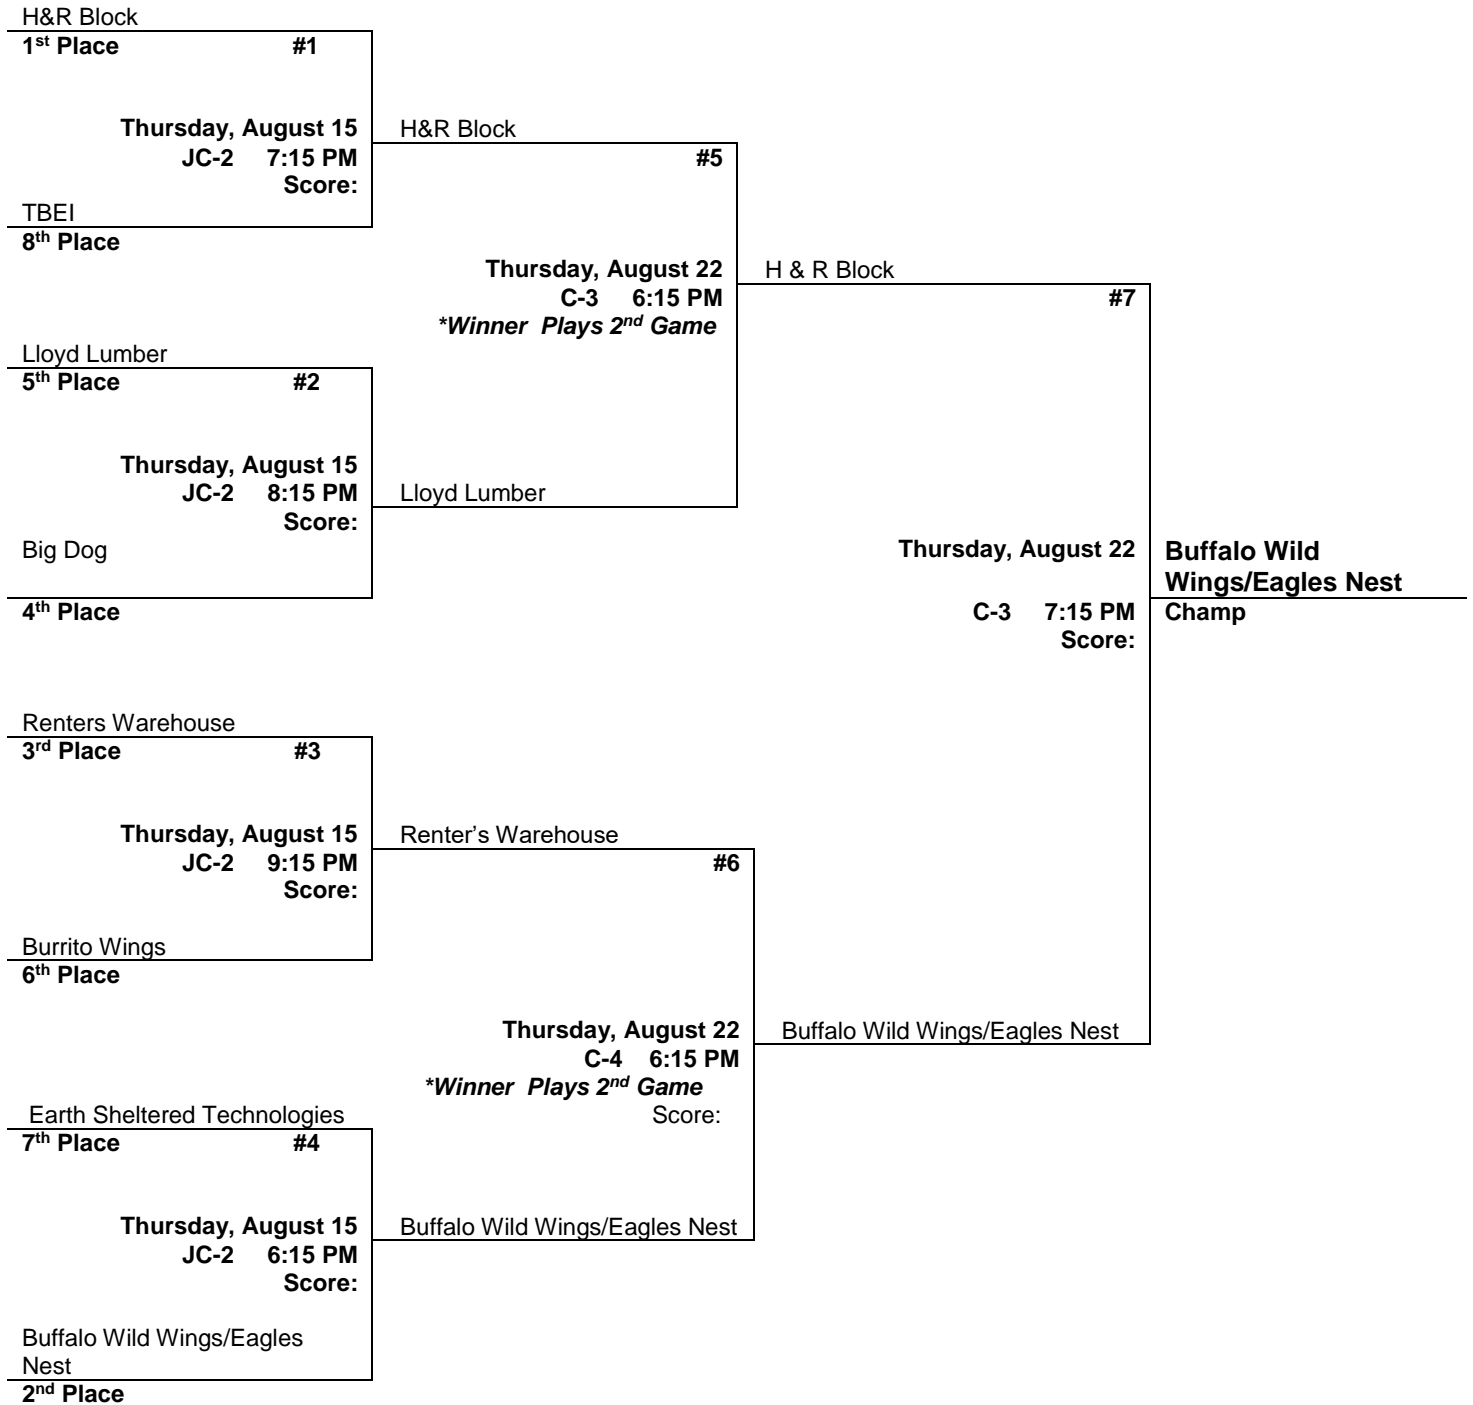 H&R Block
1st Place #1
Thursday, August 15
JC-2 7:15 PM
Score:
TBEI
8th Place
H&R Block
#5
Thursday, August 22
C-3 6:15 PM
*Winner Plays 2nd Game
Lloyd Lumber
5th Place #2
Thursday, August 15
JC-2 8:15 PM
Score:
Big Dog
4th Place
Lloyd Lumber
H & R Block
#7
Thursday, August 22
C-3 7:15 PM
Score:
Buffalo Wild
Wings/Eagles Nest
Champ
Renters Warehouse
3rd Place #3
Thursday, August 15
JC-2 9:15 PM
Score:
Burrito Wings
6th Place
Renter’s Warehouse
#6
Thursday, August 22
C-4 6:15 PM
*Winner Plays 2nd Game
Score:
Buffalo Wild Wings/Eagles Nest
Earth Sheltered Technologies
7th Place #4
Thursday, August 15
JC-2 6:15 PM
Score:
Buffalo Wild Wings/Eagles Nest
Buffalo Wild Wings/Eagles
Nest
2nd Place